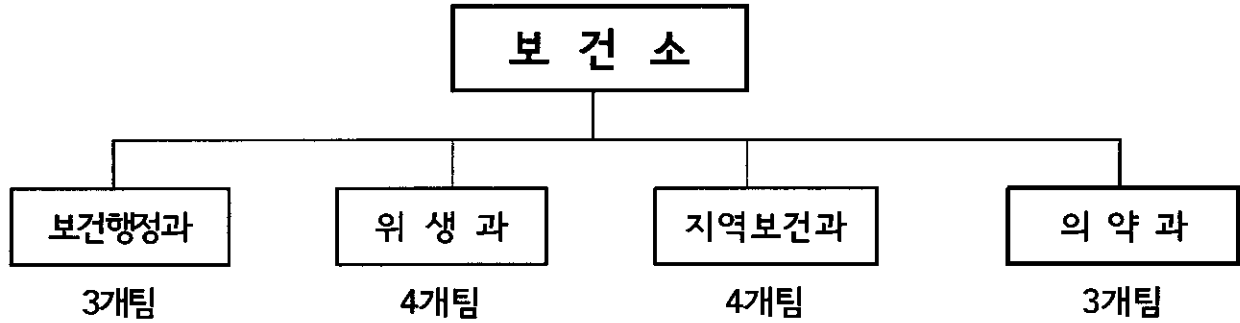 보 건 소
보건행정과 위 생 과 지역보건과 의 약 과
3개팀 4개팀 4개팀 3개팀